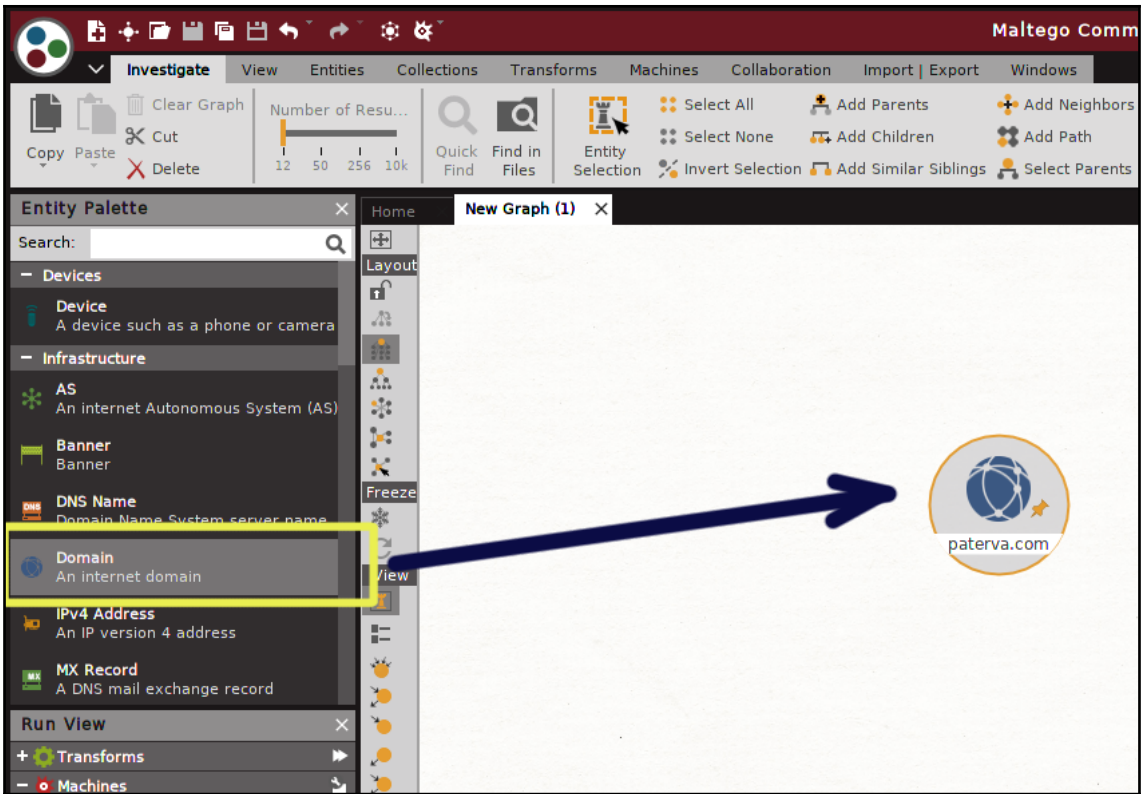 Maltego Comm
Investigate View Entities Collections Transforms Machines Collaboration Import | Export Windows
Copy Paste Clear Graph Cut Delete
Number of Resu...
12 50 256 10k
Quick Find
Find in Files
Entity Selection
Select All
Select None
Invert Selection
Add Parents
Add Children
Add Similar Siblings
Add Neighbors
Add Path
Select Parents
Entity Palette
Home New Graph (1)
Search:
Layout
Freeze
View
Devices
Device
A device such as a phone or camera
Infrastructure
AS
An internet Autonomous System (AS)
Banner
Banner
DNS
DNS Name
Domain Name System server name
Domain
An internet domain
IPv4 Address
An IP version 4 address
MX
MX Record
A DNS mail exchange record
Run View
Transforms
Machines
paterva.com